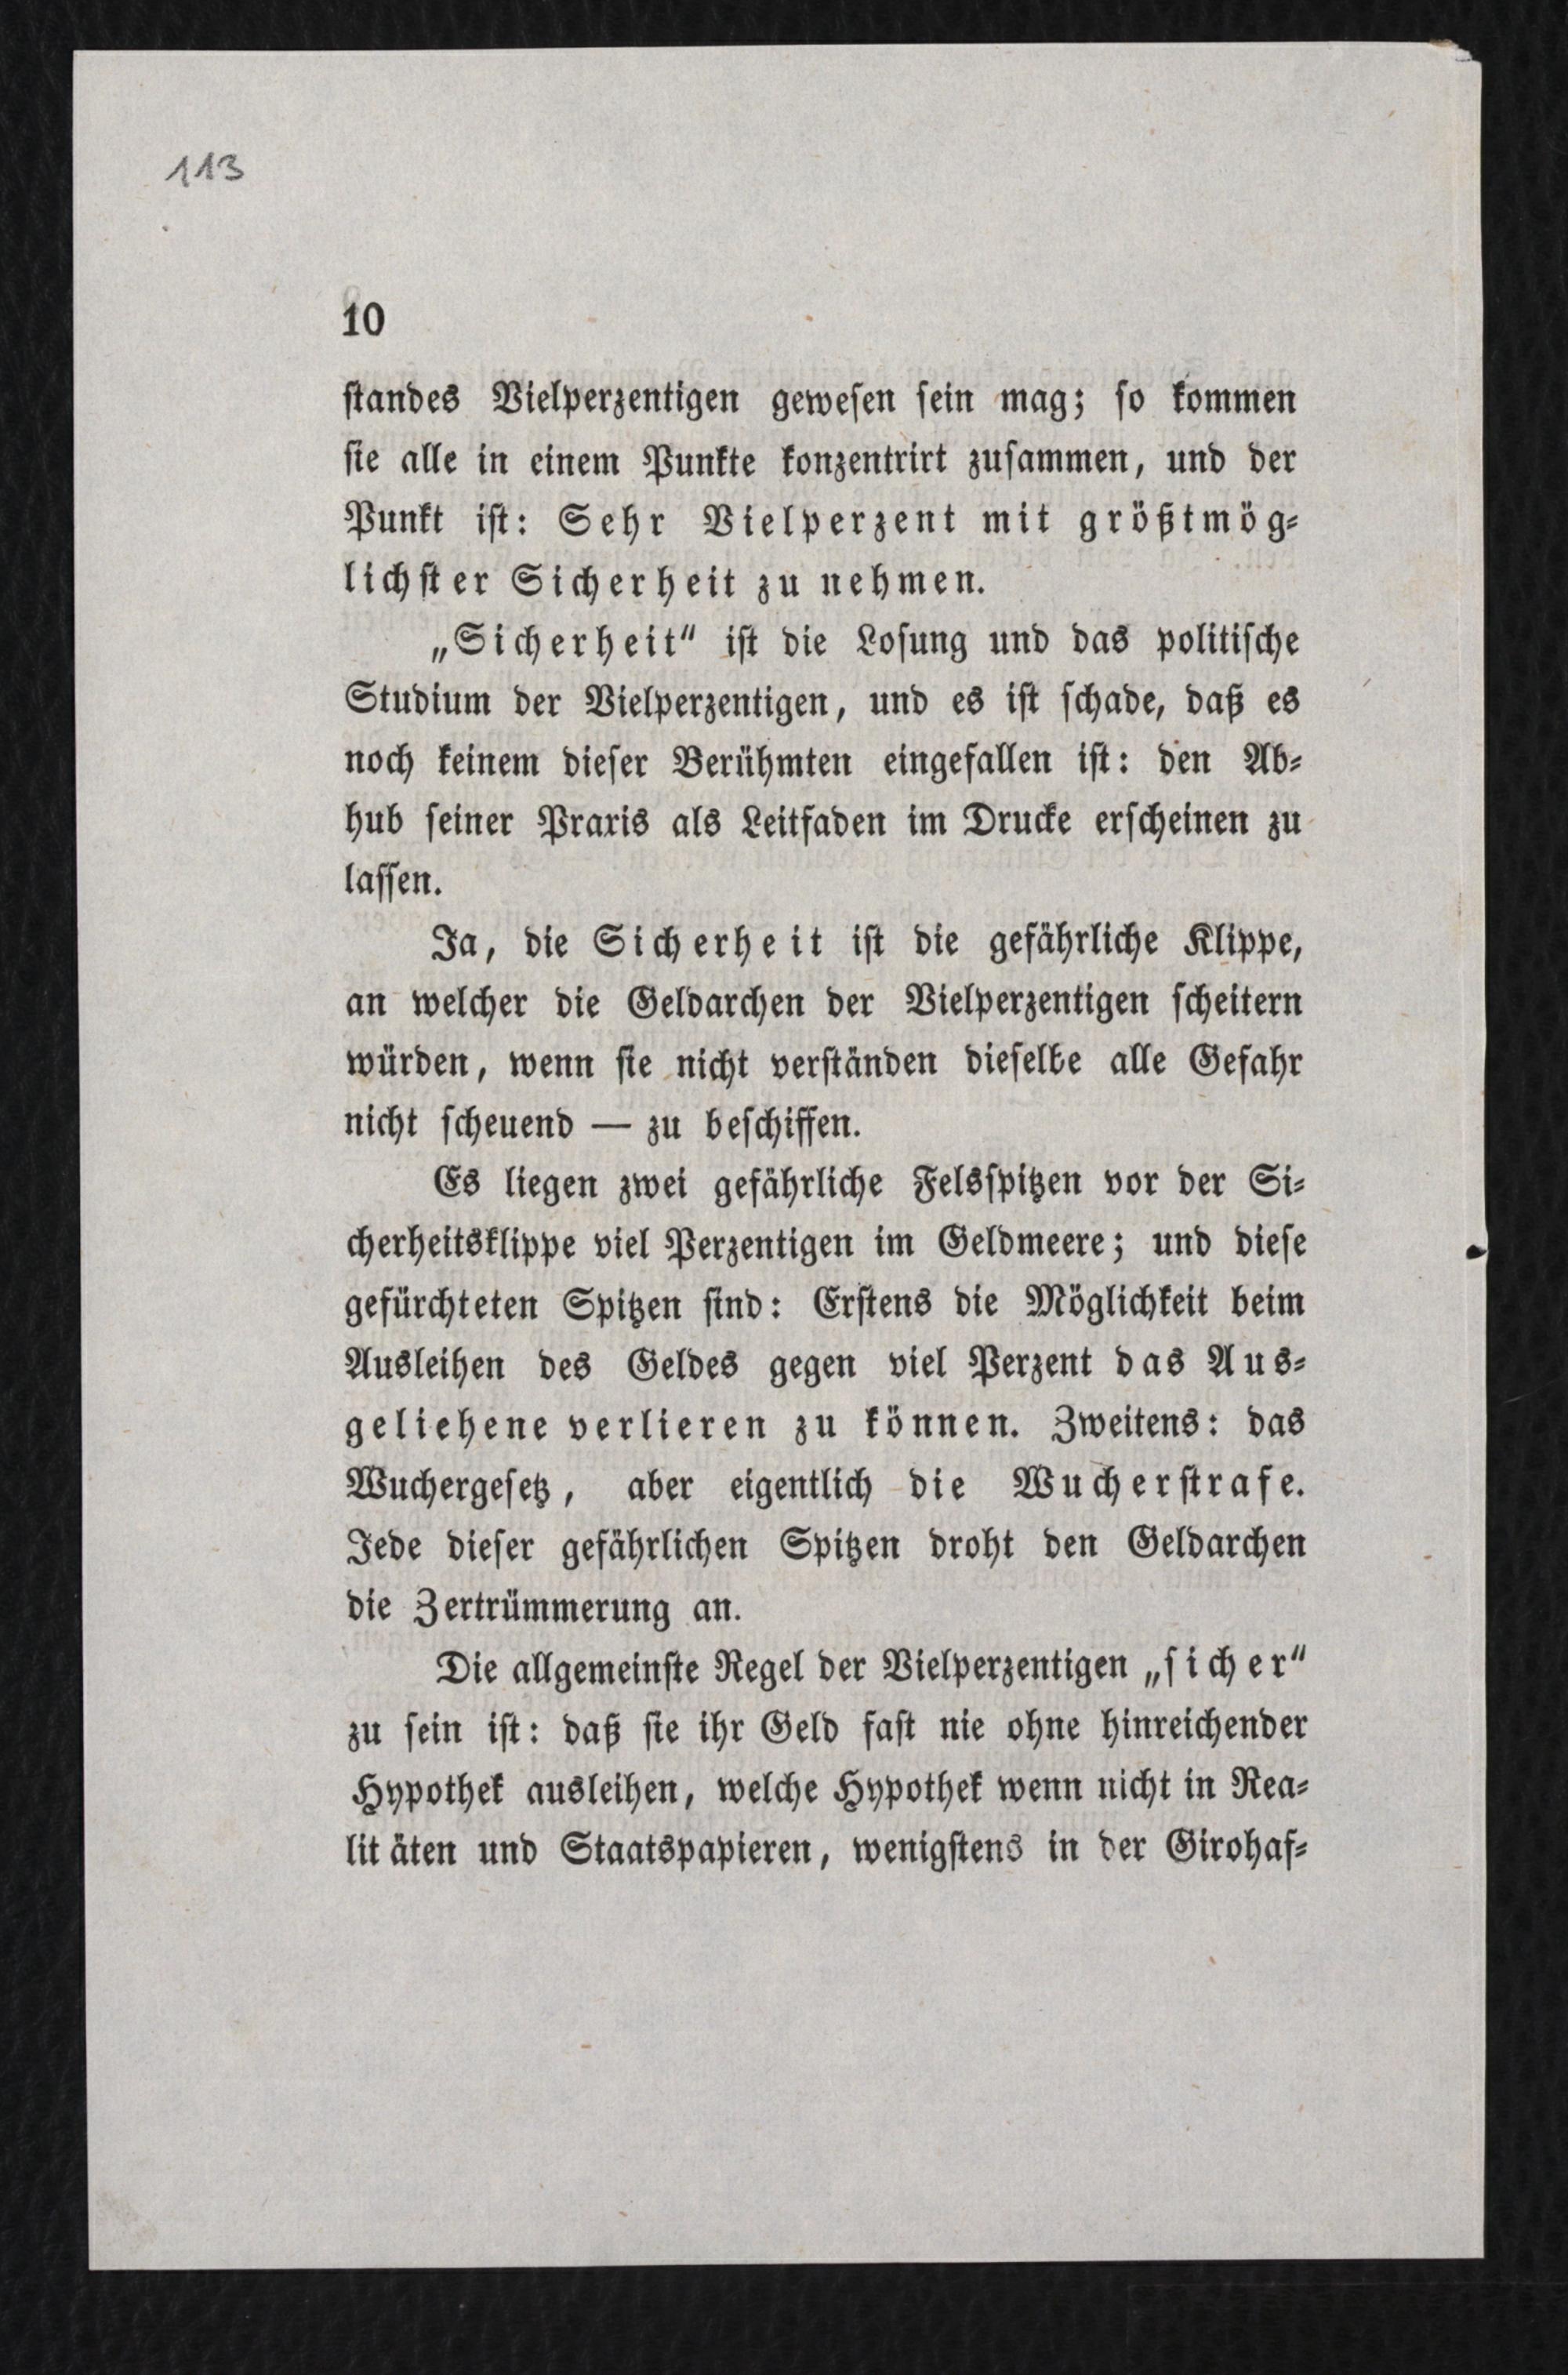 113
10
standes Vielperzentigen gewesen sein mag; so kommen
sie alle in einem Punkte konzentrirt zusammen, und der
Punkt ist: Sehr Vielperzent mit größtmög-
lichster Sicherheit zu nehmen.
„Sicherheit“ ist die Losung und das politische
Studium der Vielperzentigen, und es ist schade, daß es
noch keinem dieser Berühmten eingefallen ist: den Ab-
hub seiner Praxis als Leitfaden im Drucke erscheinen zu
lassen.
Ja, die Sicherheit ist die gefährliche Klippe,
an welcher die Geldarchen der Vielperzentigen scheitern
würden, wenn sie nicht verständen dieselbe alle Gefahr
nicht scheuend — zu beschiffen.
Es liegen zwei gefährliche Felsspitzen vor der Si-
cherheitsklippe viel Perzentigen im Geldmeere; und diese
gefürchteten Spitzen sind: Erstens die Möglichkeit beim
Ausleihen des Geldes gegen viel Perzent das Aus-
geliehene verlieren zu können. Zweitens: das
Wuchergesetz, aber eigentlich die Wucherstrafe.
Jede dieser gefährlichen Spitzen droht den Geldarchen
die Zertrümmerung an.
Die allgemeinste Regel der Vielperzentigen „sicher“
zu sein ist: daß sie ihr Geld fast nie ohne hinreichender
Hypothek ausleihen, welche Hypothek wenn nicht in Rea-
lit äten und Staatspapieren, wenigstens in der Girohaf-